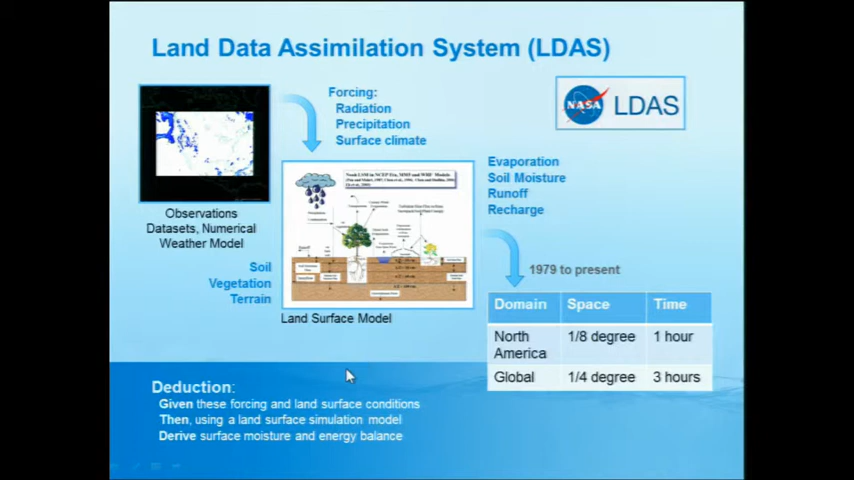 Land Data Assimilation System (LDAS)
Forcing:
Radiation
Precipitation
Surface climate
NASA LDAS
Observations
Datasets, Numerical
Weather Model
Soil
Vegetation
Terrain
Land Surface Model
Evaporation
Soil Moisture
Runoff
Recharge
1979 to present
Domain Space Time
North America 1/8 degree 1 hour
Global 1/4 degree 3 hours
Deduction:
Given these forcing and land surface conditions
Then, using a land surface simulation model
Derive surface moisture and energy balance